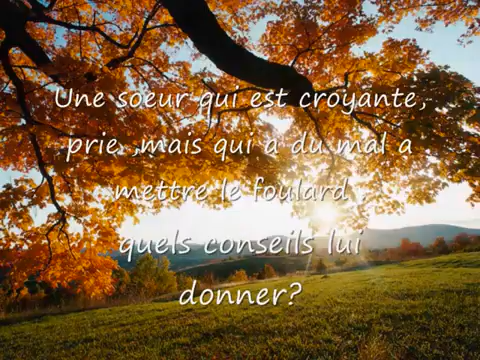 Une soeur qui est croyante,
prie ,mais qui a du mal a
mettre le foulard ,
quels conseils lui
donner?